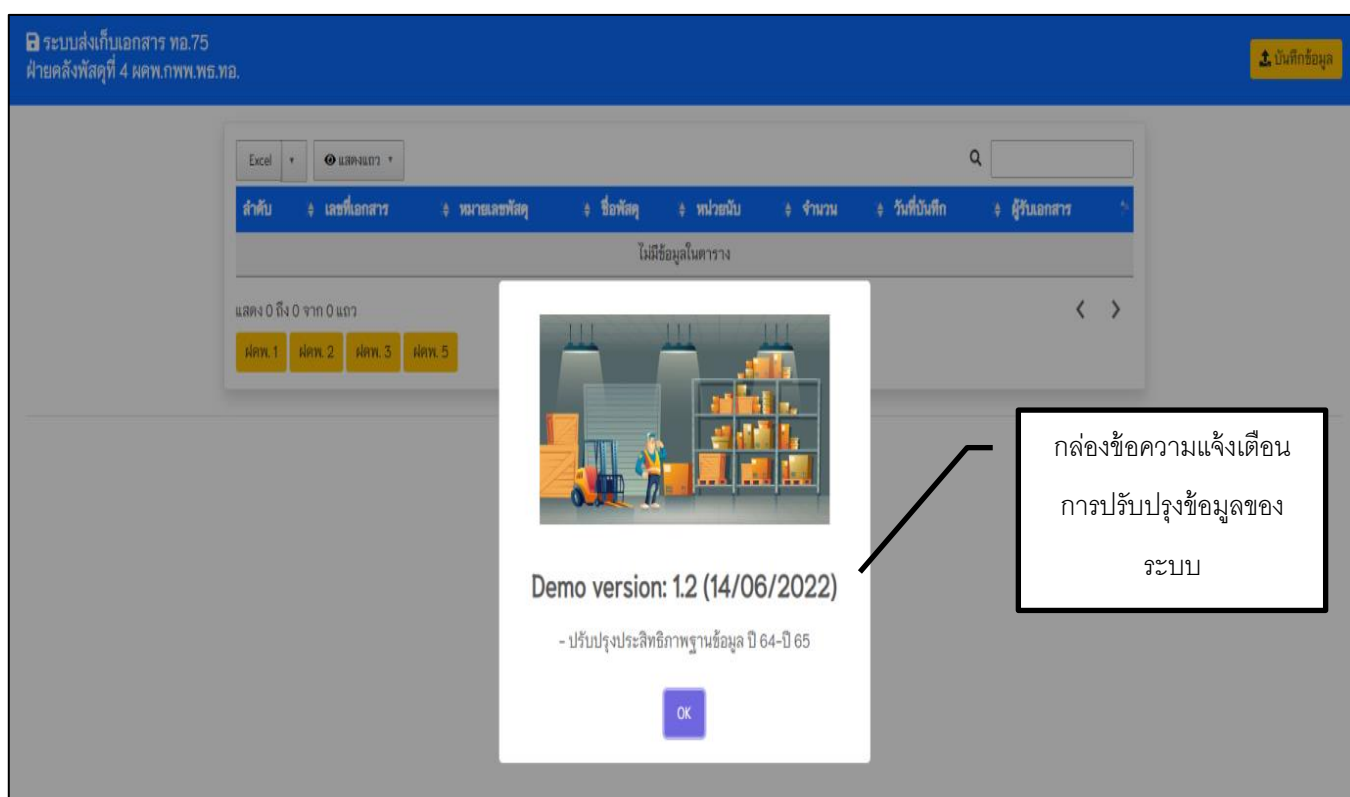 ระบบส่งเก็บเอกสาร ทอ.75
ฝ่ายคลังพัสดุที่ 4 ผคพ.กพพ.พธ.ทอ.
บันทึกข้อมูล
Excel แสดงแถว
ลำดับ เลขที่เอกสาร หมายเลขพัสดุ ชื่อพัสดุ หน่วยนับ จำนวน วันที่บันทึก ผู้รับเอกสาร
ไม่มีข้อมูลในตาราง
แสดง 0 ถึง 0 จาก 0 แถว
ฝคพ. 1 ฝคพ. 2 ฝคพ. 3 ฝคพ. 5
Demo version: 1.2 (14/06/2022)
- ปรับปรุงประสิทธิภาพฐานข้อมูล ปี 64-ปี 65
OK
กล่องข้อความแจ้งเตือน
การปรับปรุงข้อมูลของ
ระบบ